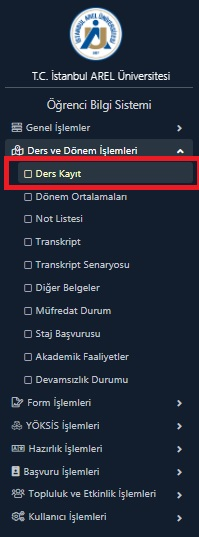 İSTANBUL AREL ÜNİVERSİTESİ
T.C. İstanbul AREL Üniversitesi
Öğrenci Bilgi Sistemi
Genel İşlemler
Ders ve Dönem İşlemleri
Ders Kayıt
Dönem Ortalamaları
Not Listesi
Transkript
Transkript Senaryosu
Diğer Belgeler
Müfredat Durum
Staj Başvurusu
Akademik Faaliyetler
Devamsızlık Durumu
Form İşlemleri
YÖKSİS İşlemleri
Hazırlık İşlemleri
Başvuru İşlemleri
Topluluk ve Etkinlik İşlemleri
Kullanıcı İşlemleri